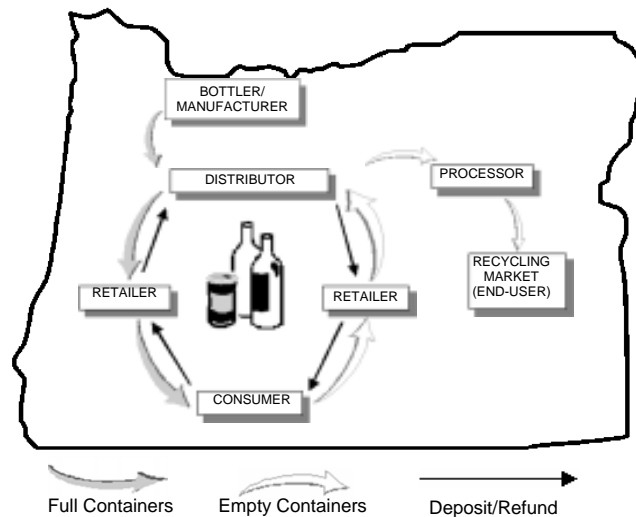 BOTTLER/
MANUFACTURER
DISTRIBUTOR
PROCESSOR
RETAILER
RETAILER
RECYCLING
MARKET
(END-USER)
CONSUMER
Full Containers
Empty Containers
Deposit/Refund